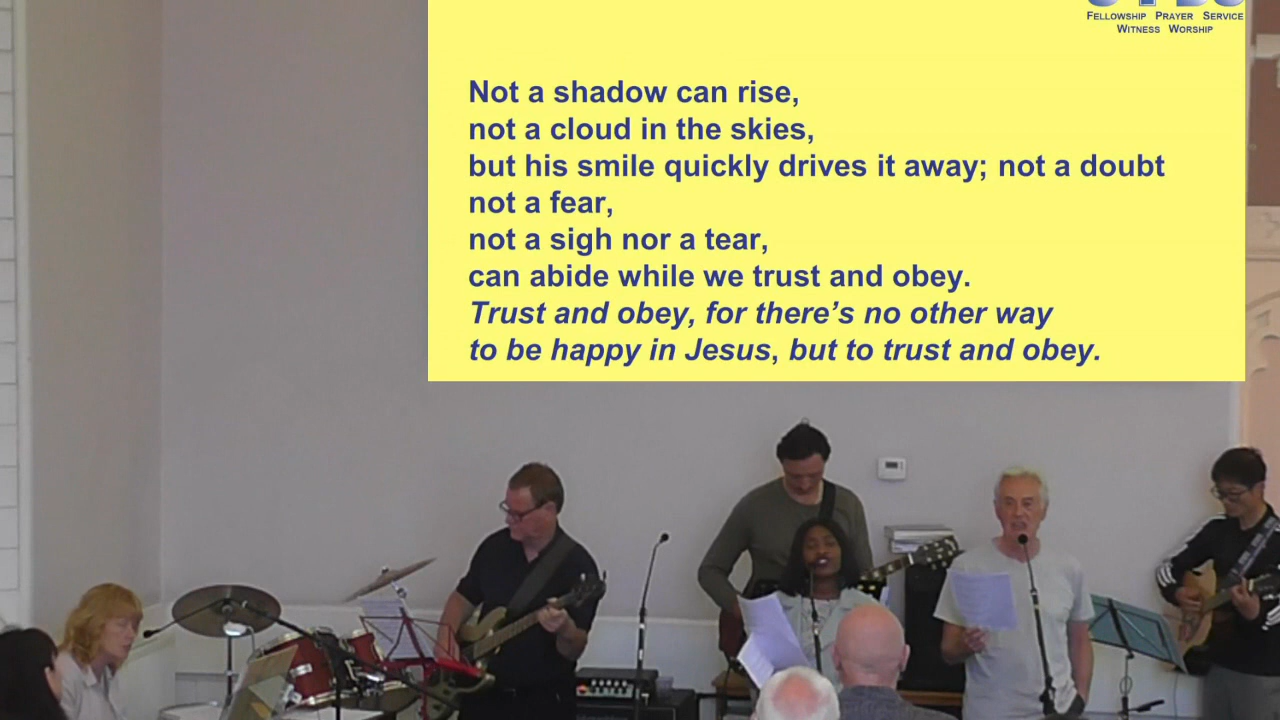 Fellowship Prayer Service
Witness Worship
Not a shadow can rise,
not a cloud in the skies,
but his smile quickly drives it away; not a doubt
not a fear,
not a sigh nor a tear,
can abide while we trust and obey.
Trust and obey, for there’s no other way
to be happy in Jesus, but to trust and obey.